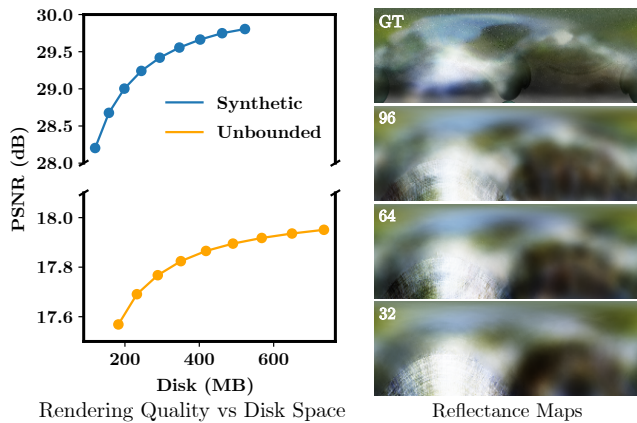 30.0
29.5
29.0
28.5
28.0
18.0
17.8
17.6
PSNR (dB)
Synthetic
Unbounded
200
400
600
Disk (MB)
Rendering Quality vs Disk Space
GT
96
64
32
Reflectance Maps